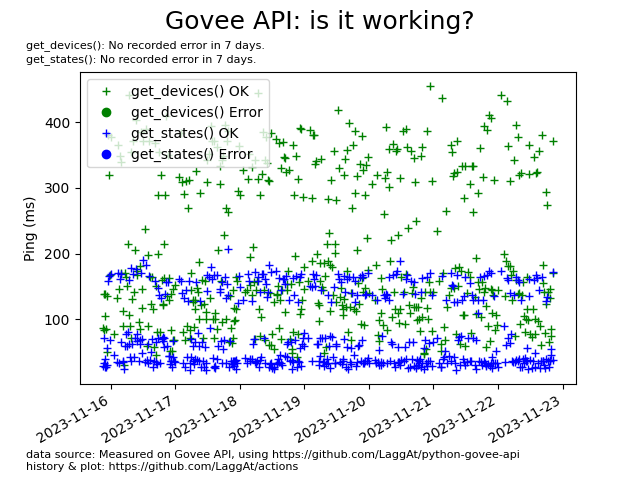 Govee API: is it working?
get_devices(): No recorded error in 7 days.
get_states(): No recorded error in 7 days.
get_devices() OK
get_devices() Error
get_states() OK
get_states() Error
Ping (ms)
400
300
200
100
2023-11-16
2023-11-17
2023-11-18
2023-11-19
2023-11-20
2023-11-21
2023-11-22
2023-11-23
data source: Measured on Govee API, using https://github.com/LaggAt/python-govee-api
history & plot: https://github.com/LaggAt/actions